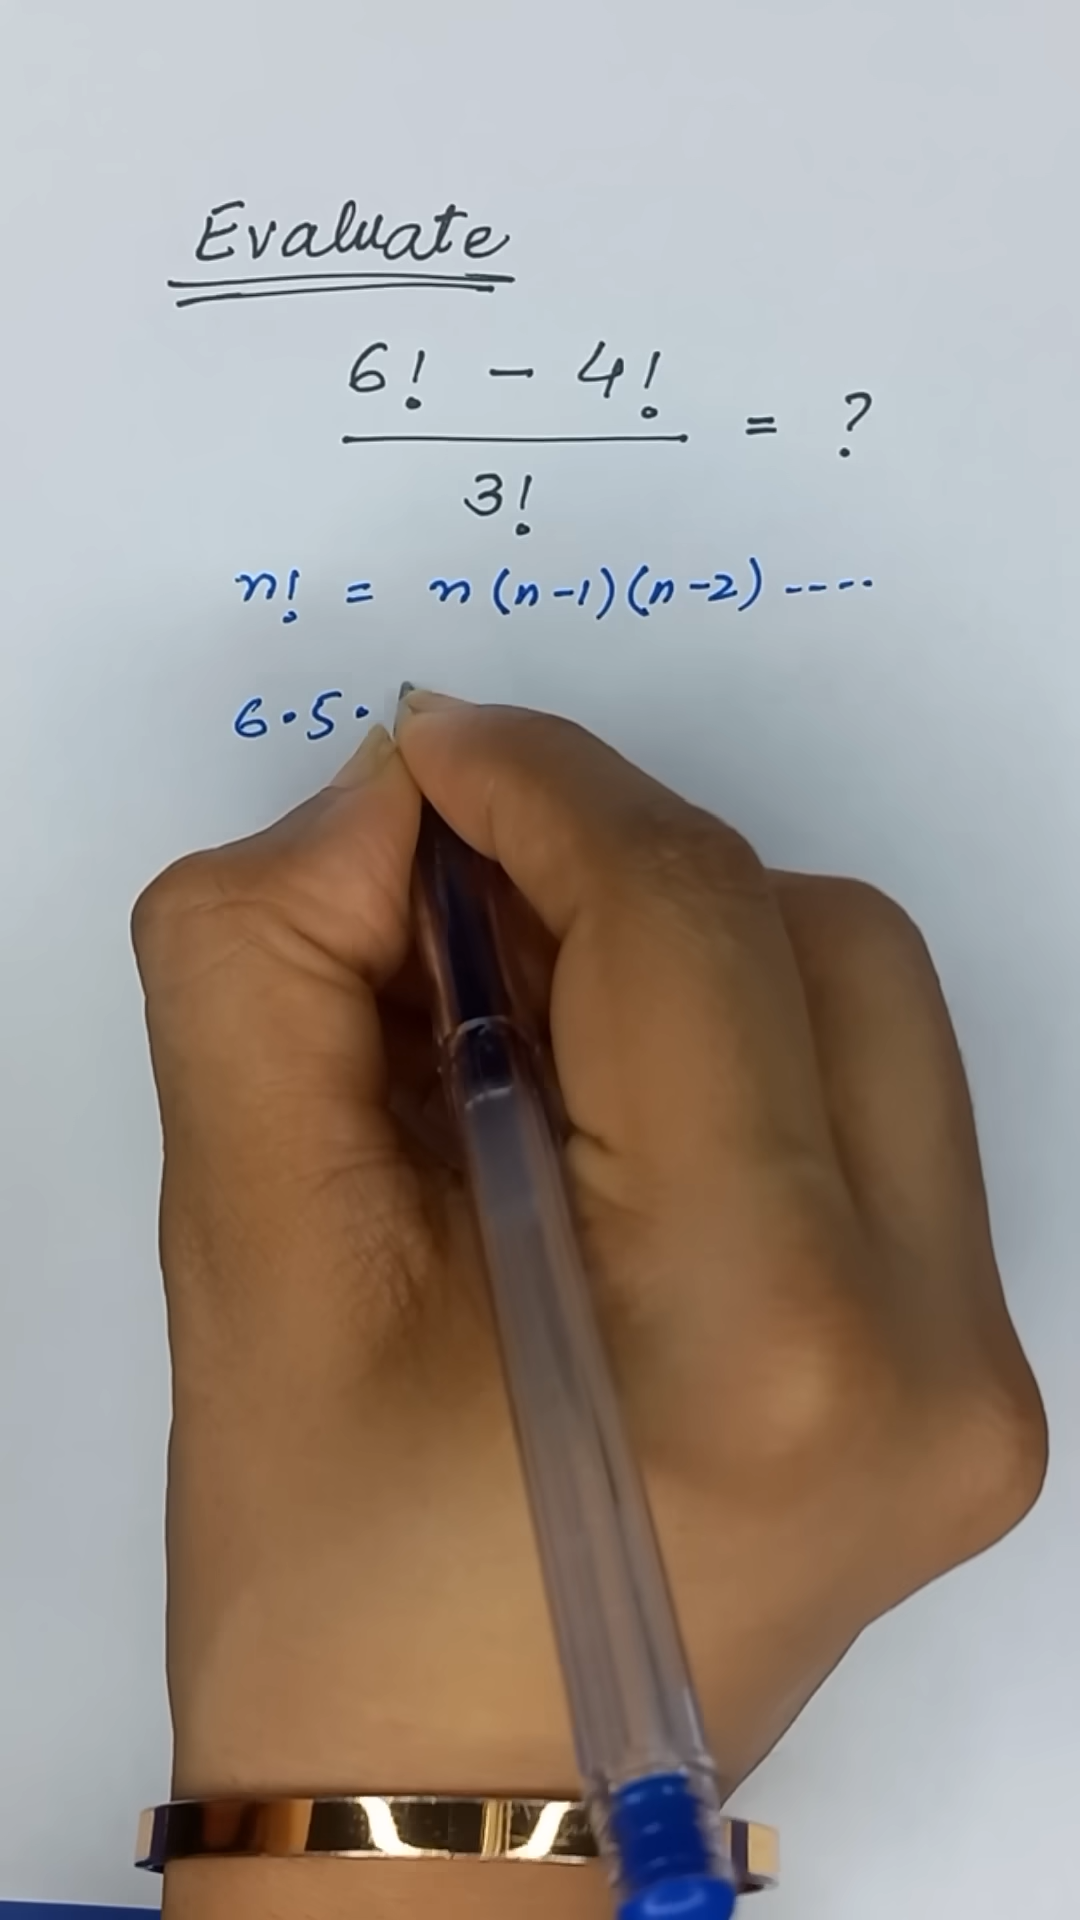 Evaluate
6! - 4!
= ?
3!
n! = n(n-1)(n-2) ----
6·5·